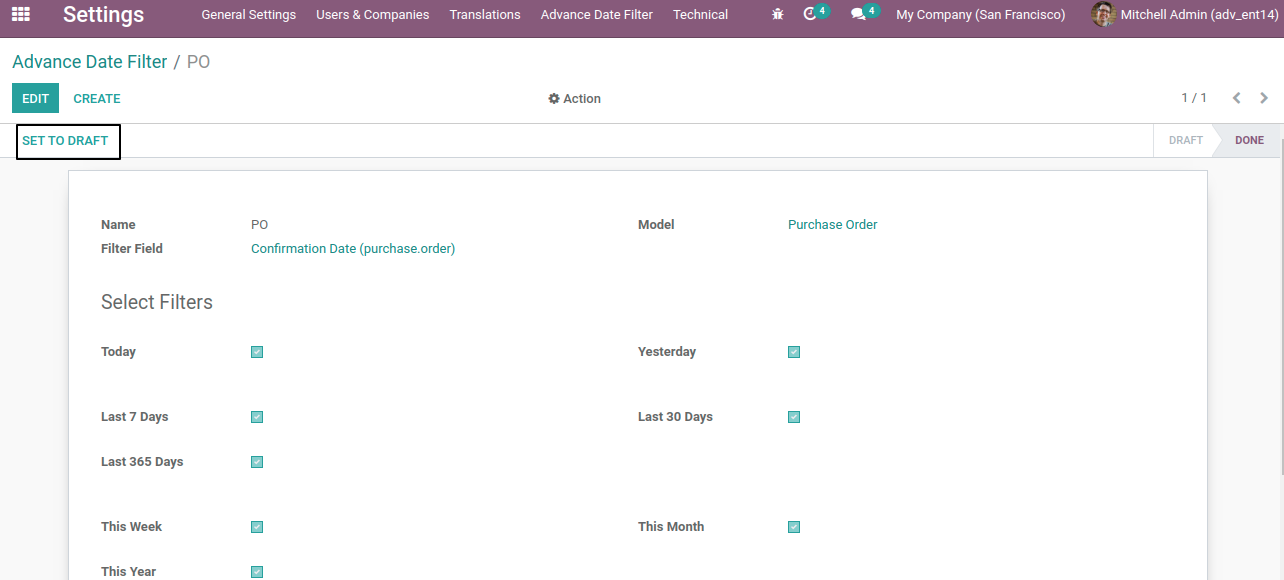 Settings General Settings Users & Companies Translations Advance Date Filter Technical 4 4 My Company (San Francisco) Mitchell Admin (adv_ent14)
Advance Date Filter / PO
EDIT CREATE Action 1 / 1
SET TO DRAFT DRAFT DONE
Name PO Model Purchase Order
Filter Field Confirmation Date (purchase.order)
Select Filters
Today Yesterday
Last 7 Days Last 30 Days
Last 365 Days
This Week This Month
This Year